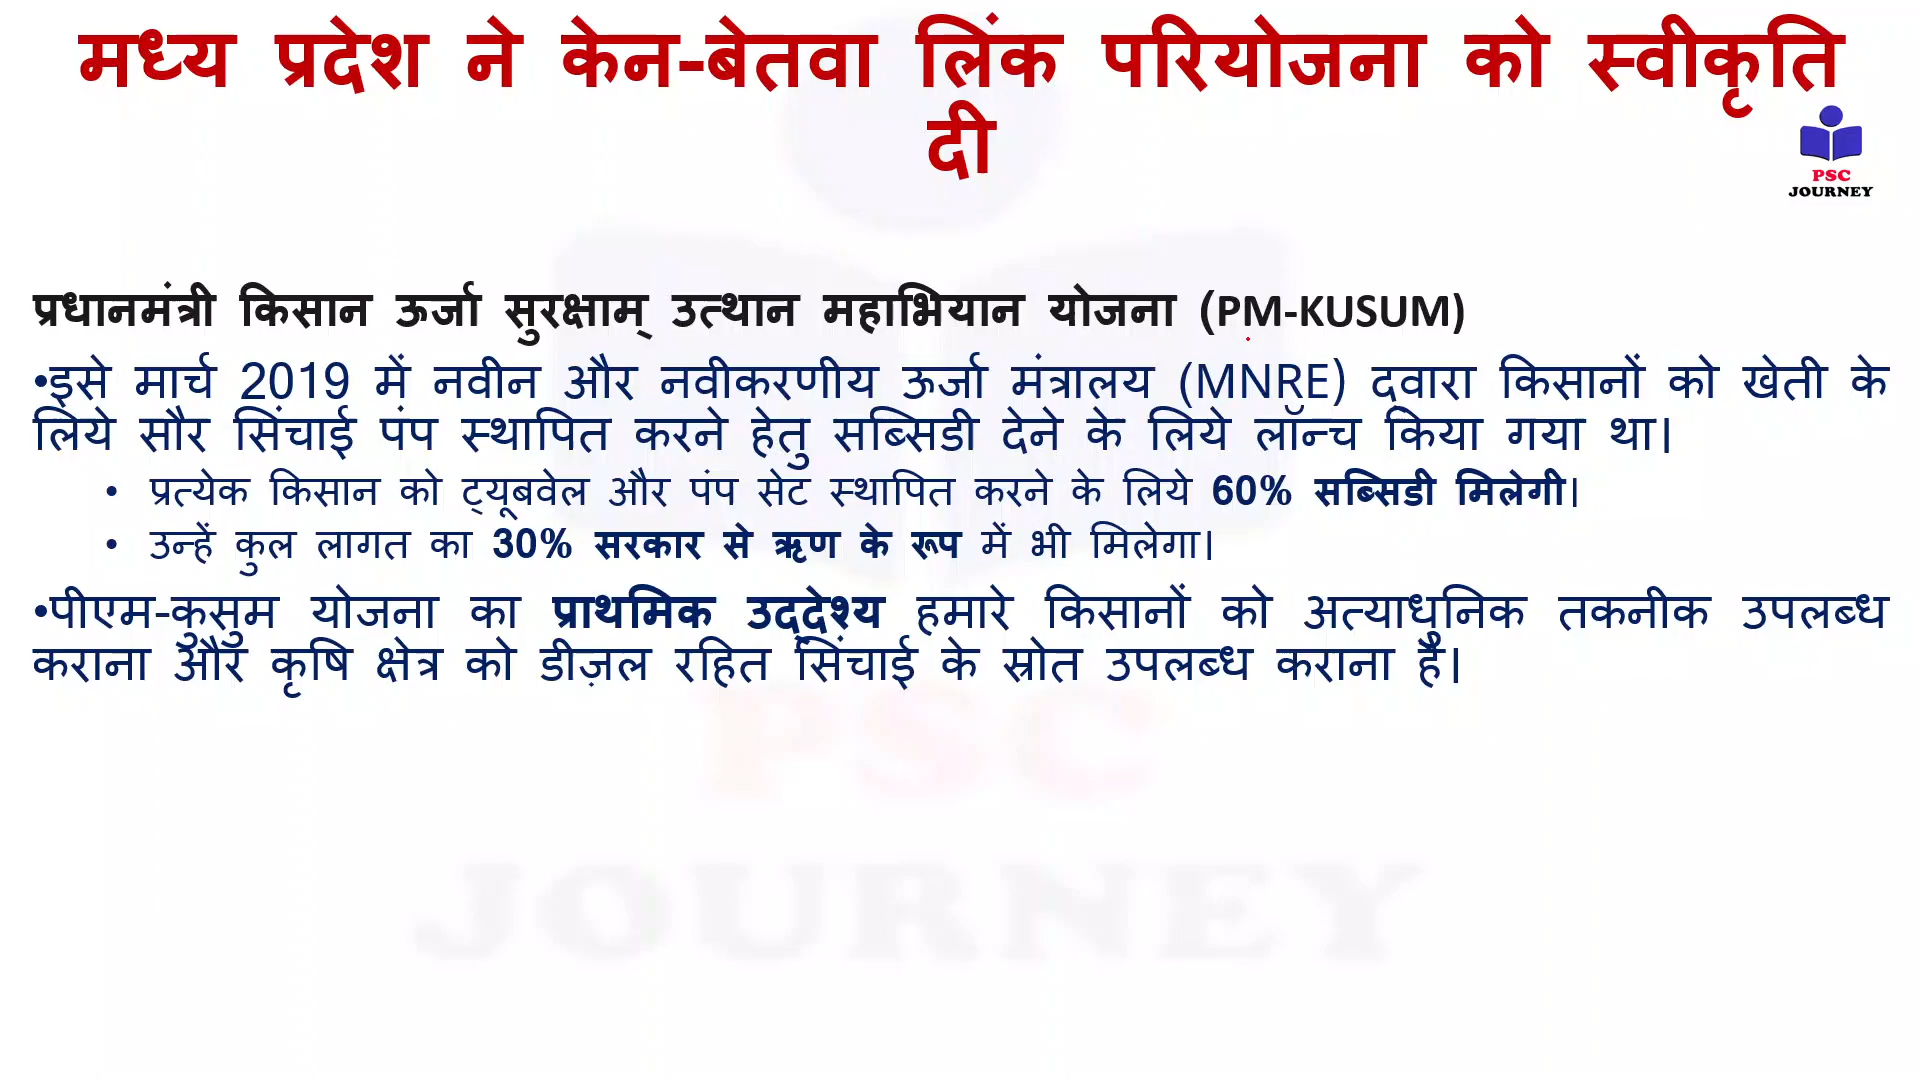 मध्य प्रदेश ने केन-बेतवा लिंक परियोजना को स्वीकृति
दी
PSC
JOURNEY
प्रधानमंत्री किसान ऊर्जा सुरक्षाम् उत्थान महाभियान योजना (PM-KUSUM)
•इसे मार्च 2019 में नवीन और नवीकरणीय ऊर्जा मंत्रालय (MNRE) द्वारा किसानों को खेती के
लिये सौर सिंचाई पंप स्थापित करने हेतु सब्सिडी देने के लिये लॉन्च किया गया था।
• प्रत्येक किसान को ट्यूबवेल और पंप सेट स्थापित करने के लिये 60% सब्सिडी मिलेगी।
• उन्हें कुल लागत का 30% सरकार से ऋण के रूप में भी मिलेगा।
•पीएम-कुसुम योजना का प्राथमिक उद्देश्य हमारे किसानों को अत्याधुनिक तकनीक उपलब्ध
कराना और कृषि क्षेत्र को डीज़ल रहित सिंचाई के स्रोत उपलब्ध कराना है।
PSC
JOURNEY